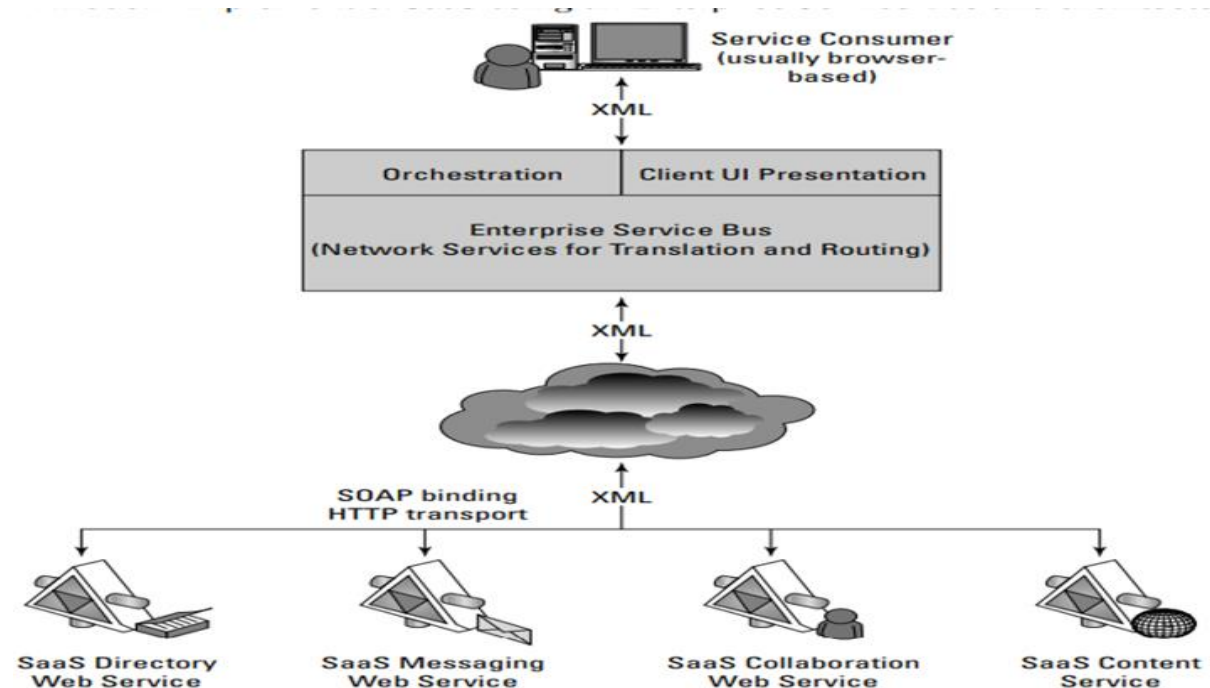 Service Consumer
(usually browser-
based)
XML
Orchestration
Client UI Presentation
Enterprise Service Bus
(Network Services for Translation and Routing)
XML
SOAP binding
HTTP transport
XML
SaaS Directory
Web Service
SaaS Messaging
Web Service
SaaS Collaboration
Web Service
SaaS Content
Service